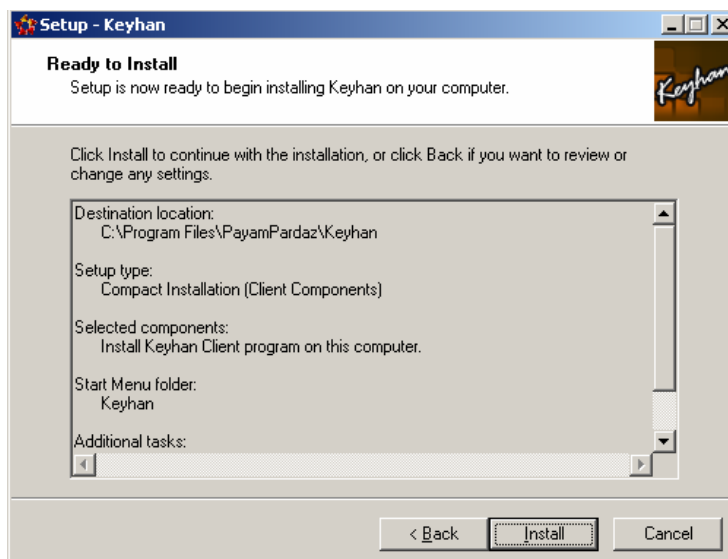 Setup - Keyhan
Ready to Install
Setup is now ready to begin installing Keyhan on your computer.
Keyhan
Click Install to continue with the installation, or click Back if you want to review or
change any settings.
Destination location:
C:\Program Files\PayamPardaz\Keyhan
Setup type:
Compact Installation (Client Components)
Selected components:
Install Keyhan Client program on this computer.
Start Menu folder:
Keyhan
Additional tasks:
< Back
Install
Cancel